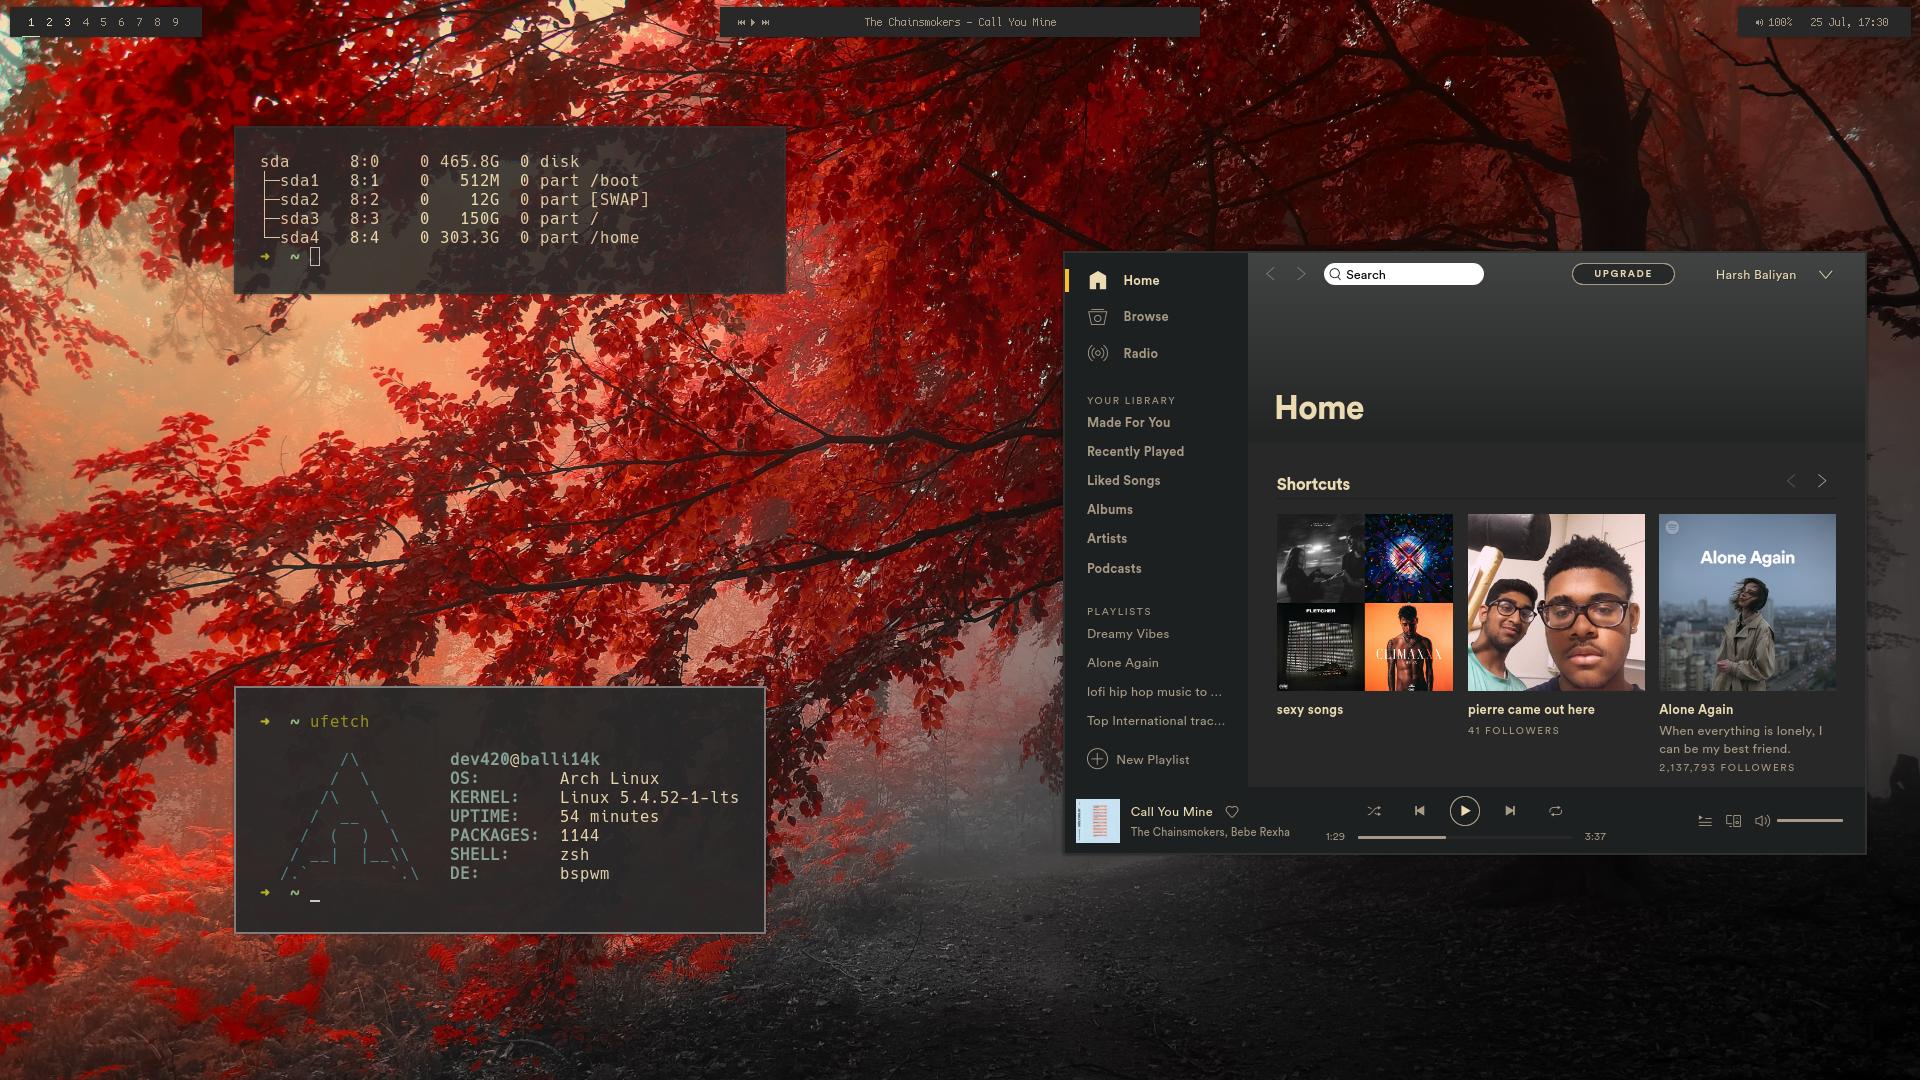 1 2 3 4 5 6 7 8 9
The Chainsmokers - Call You Mine
100% 25 Jul, 17:30
sda 8:0 0 465.8G 0 disk
├─sda1 8:1 0 512M 0 part /boot
├─sda2 8:2 0 12G 0 part [SWAP]
├─sda3 8:3 0 150G 0 part /
└─sda4 8:4 0 303.3G 0 part /home
➜ ~
➜ ~ ufetch
dev420@balli14k
OS: Arch Linux
KERNEL: Linux 5.4.52-1-lts
UPTIME: 54 minutes
PACKAGES: 1144
SHELL: zsh
DE: bspwm
➜ ~ _
Home
Browse
Radio
YOUR LIBRARY
Made For You
Recently Played
Liked Songs
Albums
Artists
Podcasts
PLAYLISTS
Dreamy Vibes
Alone Again
lofi hip hop music to ...
Top International trac...
New Playlist
Search
UPGRADE
Harsh Baliyan
Home
Shortcuts
FLETCHER
CLIMAXXX
sexy songs
pierre came out here
41 FOLLOWERS
Alone Again
Alone Again
When everything is lonely, I
can be my best friend.
2,137,793 FOLLOWERS
Call You Mine
The Chainsmokers, Bebe Rexha
1:29
3:37